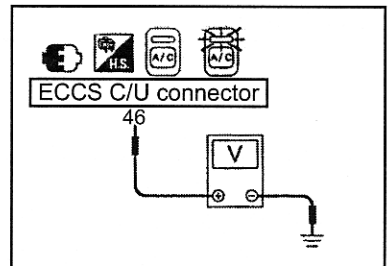 H.S. A/C A/C
ECCS C/U connector
46
V
⊕ ⊖